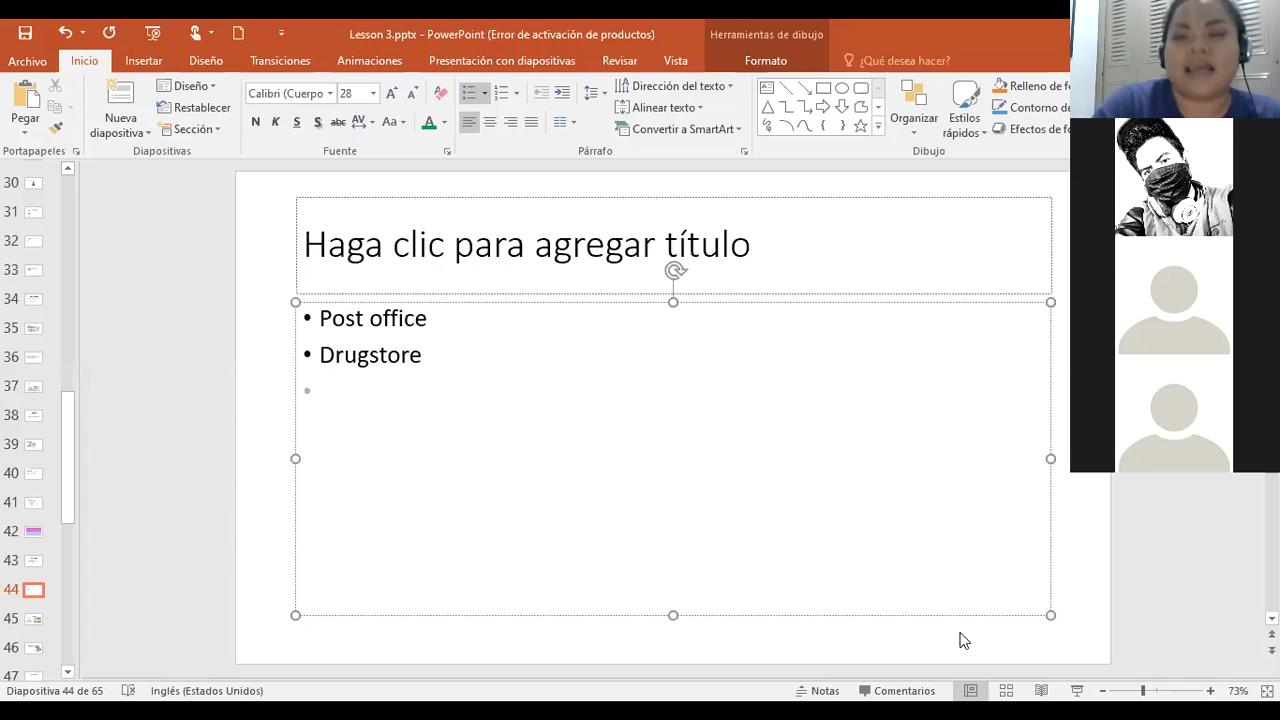 Lesson 3.pptx - PowerPoint (Error de activación de productos)
Herramientas de dibujo
Archivo
Inicio
Insertar
Diseño
Transiciones
Animaciones
Presentación con diapositivas
Revisar
Vista
Formato
¿Qué desea hacer?
Pegar
Portapapeles
Nueva
diapositiva
Diseño
Restablecer
Sección
Diapositivas
Calibri (Cuerpo)
28
N K S S abc AV Aa A
Fuente
Dirección del texto
Alinear texto
Convertir a SmartArt
Párrafo
Organizar
Estilos
rápidos
Relleno de f
Contorno de
Efectos de fo
Dibujo
30
31
32
33
34
35
36
37
38
39
40
41
42
43
44
45
46
47
Haga clic para agregar título
• Post office
• Drugstore
Diapositiva 44 de 65
Inglés (Estados Unidos)
Notas
Comentarios
73%